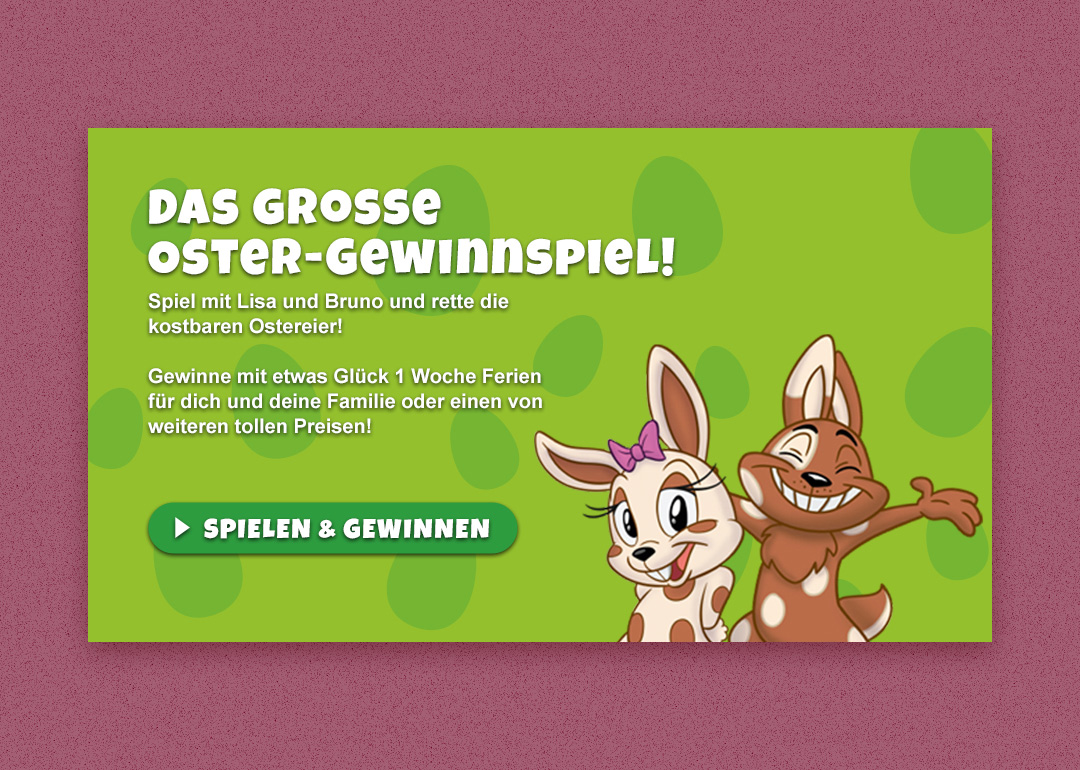 DAS GROSSE
OSTER-GEWINNSPIEL!
Spiel mit Lisa und Bruno und rette die
kostbaren Ostereier!
Gewinne mit etwas Glück 1 Woche Ferien
für dich und deine Familie oder einen von
weiteren tollen Preisen!
SPIELEN & GEWINNEN